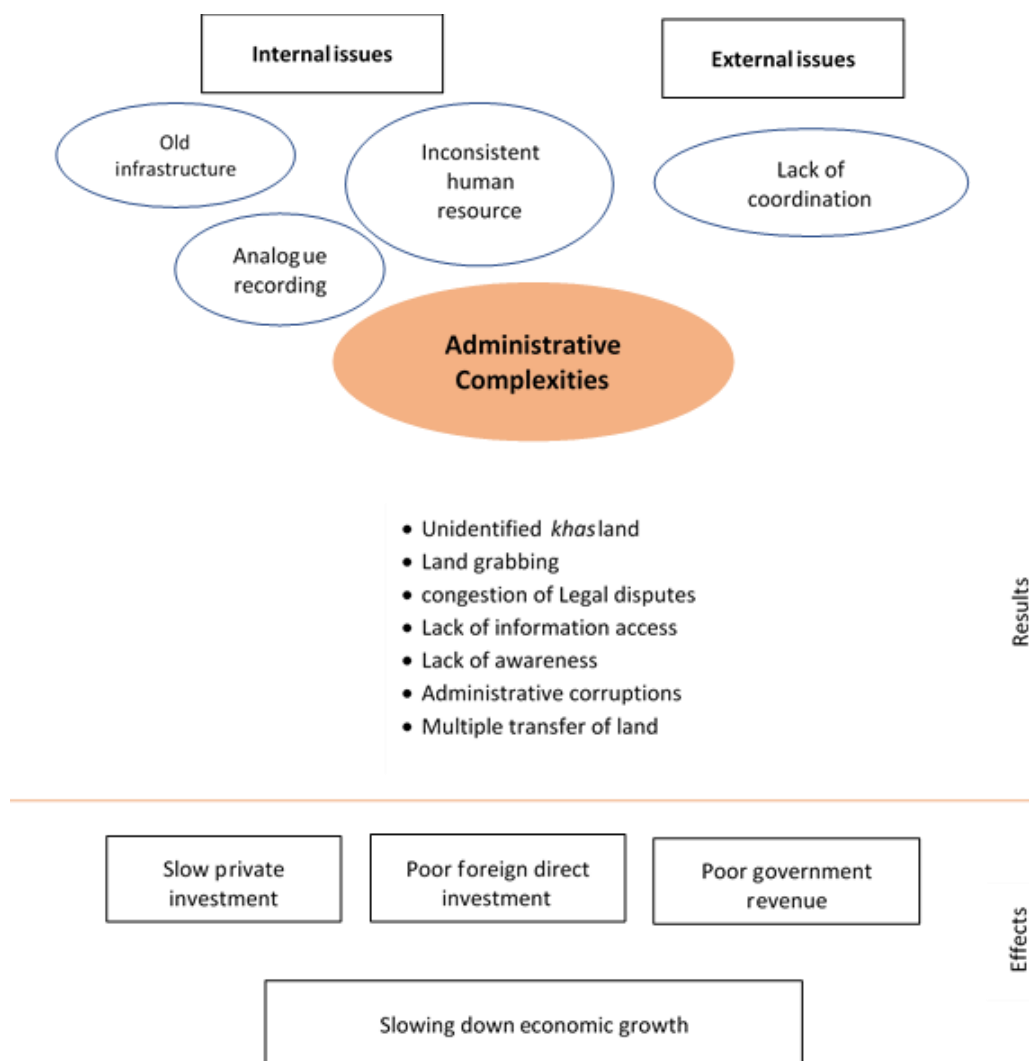 Internal issues
External issues
Old
infrastructure
Inconsistent
human
resource
Lack of
coordination
Analogue
recording
Administrative
Complexities
• Unidentified khas land
• Land grabbing
• congestion of Legal disputes
• Lack of information access
• Lack of awareness
• Administrative corruptions
• Multiple transfer of land
Results
Slow private
investment
Poor foreign direct
investment
Poor government
revenue
Effects
Slowing down economic growth